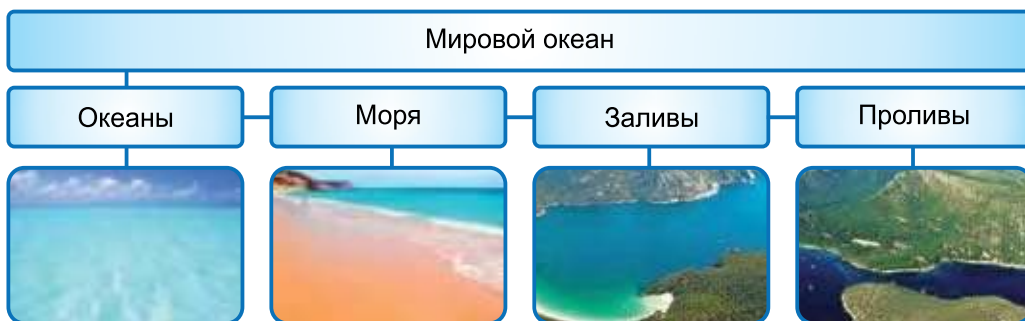 Мировой океан
Океаны
Моря
Заливы
Проливы